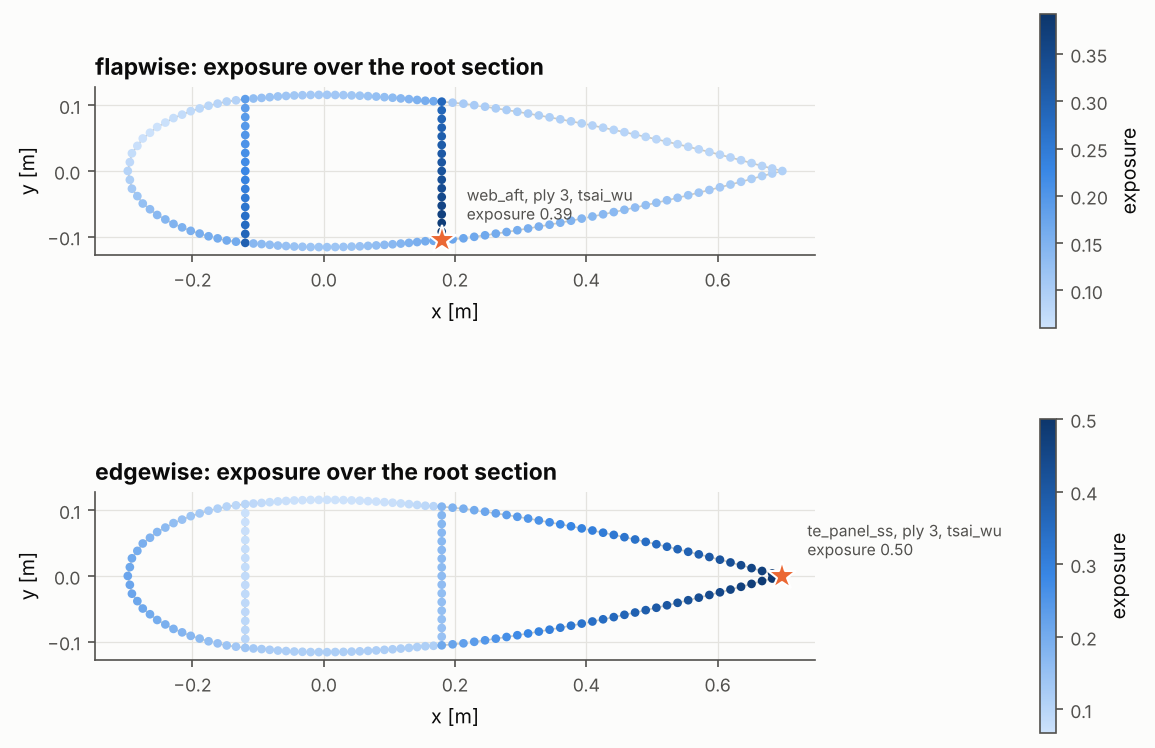 flapwise: exposure over the root section
0.1
0.0
−0.1
y [m]
web_aft, ply 3, tsai_wu
exposure 0.39
−0.2
0.0
0.2
0.4
0.6
x [m]
0.35
0.30
0.25
0.20
0.15
0.10
exposure
edgewise: exposure over the root section
0.1
0.0
−0.1
y [m]
te_panel_ss, ply 3, tsai_wu
exposure 0.50
−0.2
0.0
0.2
0.4
0.6
x [m]
0.5
0.4
0.3
0.2
0.1
exposure